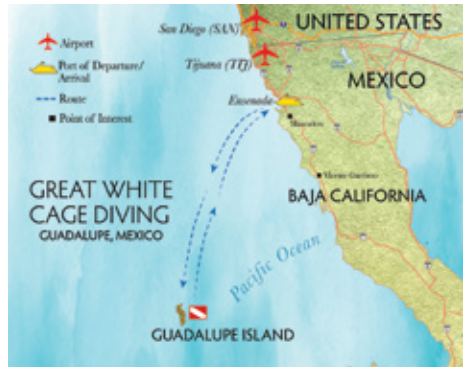 San Diego (SAN)
UNITED STATES
Airport
Tijuana (TIJ)
Port of Departure/
Arrival
MEXICO
Route
Ensenada
Point of Interest
GREAT WHITE
CAGE DIVING
GUADALUPE, MEXICO
BAJA CALIFORNIA
Pacific Ocean
GUADALUPE ISLAND